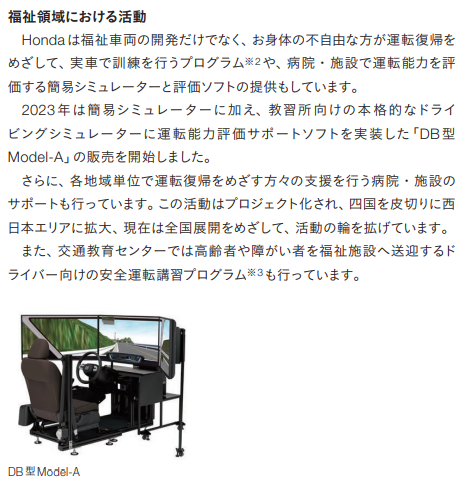 福祉領域における活動
Hondaは福祉車両の開発だけでなく、お身体の不自由な方が運転復帰を
めざして、実車で訓練を行うプログラム※2や、病院・施設で運転能力を評
価する簡易シミュレーターと評価ソフトの提供もしています。
2023年は簡易シミュレーターに加え、教習所向けの本格的なドライ
ビングシミュレーターに運転能力評価サポートソフトを実装した「DB型
Model-A」の販売を開始しました。
さらに、各地域単位で運転復帰をめざす方々の支援を行う病院・施設の
サポートも行っています。この活動はプロジェクト化され、四国を皮切りに西
日本エリアに拡大、現在は全国展開をめざして、活動の輪を拡げています。
また、交通教育センターでは高齢者や障がい者を福祉施設へ送迎するド
ライバー向けの安全運転講習プログラム※3も行っています。
DB型Model-A